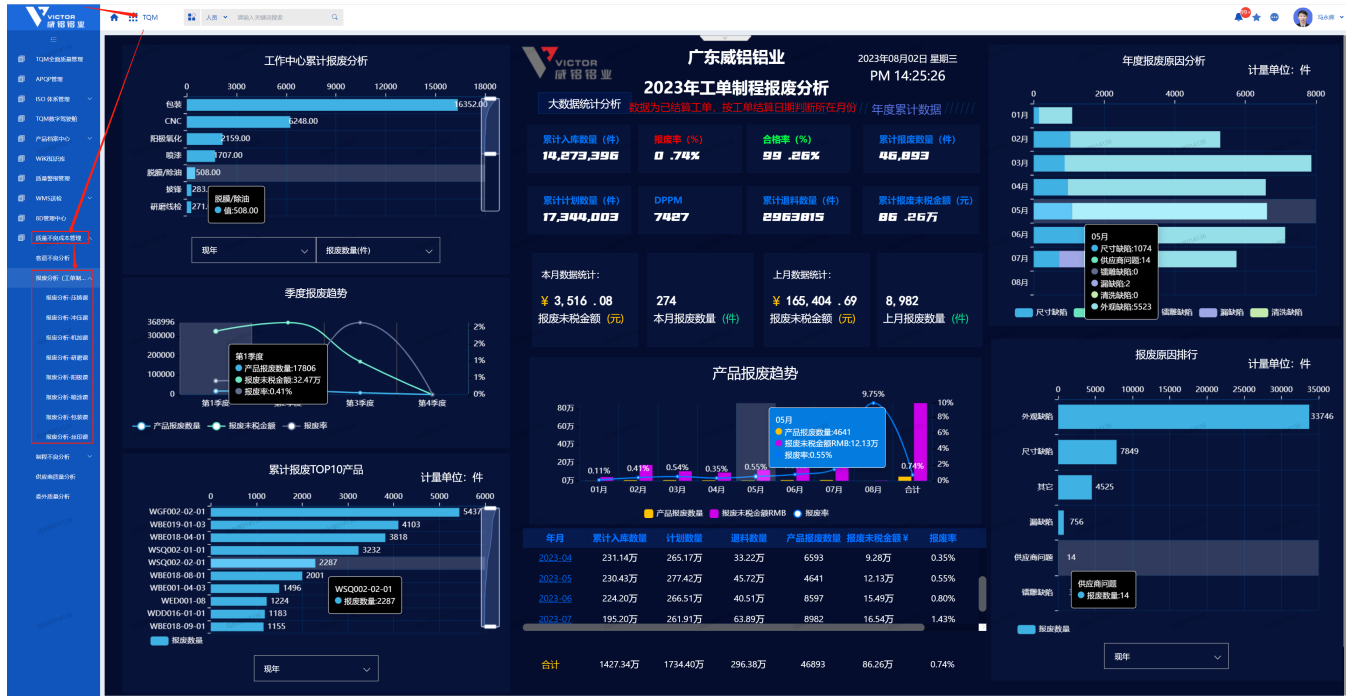 VICTOR
威铝铝业
TQM
人员
请输入关键词搜索
99+
马永辉
TQM全面质量管理
APQP管理
ISO 体系管理
TQM数字驾驶舱
产品档案中心
WIKI知识库
质量警报管理
WMS送检
8D管理中心
质量不良成本管理
客诉不良分析
报废分析（工单制...
报废分析-压铸课
报废分析-冲压课
报废分析-机加课
报废分析-研磨课
报废分析-阳极课
报废分析-喷涂课
报废分析-包装课
报废分析-丝印课
制程不良分析
供应商质量分析
委外质量分析
工作中心累计报废分析
0 3000 6000 9000 12000 15000 18000
包装 16352.00
CNC 6248.00
阳极氧化 2159.00
喷漆 1707.00
脱膜/除油 508.00
披锋 283.
研磨线检 271.
脱膜/除油
值:508.00
现年
报废数量(件)
季度报废趋势
368996
300000
200000
100000
0
2%
2%
1%
1%
0%
第1季度
产品报废数量:17806
报废未税金额:32.47万
报废率:0.41%
第1季度 第3季度 第4季度
产品报废数量 报废未税金额 报废率
累计报废TOP10产品
计量单位：件
0 1000 2000 3000 4000 5000 6000
WGF002-02-01 5437
WBE019-01-03 4103
WBE018-04-01 3818
WSQ002-01-01 3232
WSQ002-02-01 2287
WBE018-08-01 2001
WBE001-04-03 1496
WED001-08 1224
WDD016-01-01 1183
WBE018-09-01 1155
WSQ002-02-01
报废数量:2287
报废数量
现年
VICTOR
威铝铝业
广东威铝铝业
2023年08月02日 星期三
PM 14:25:26
2023年工单制程报废分析
大数据统计分析
数据为已结算工单，按工单结算日期判断所在月份
年度累计数据
累计入库数量（件）
14,273,396
报废率（%）
0 .74%
合格率（%）
99 .26%
累计报废数量（件）
46,893
累计计划数量（件）
17,344,003
DPPM
7427
累计退料数量（件）
2963815
累计报废未税金额（元）
86 .26万
本月数据统计：
¥ 3, 516 . 08
报废未税金额（元）
274
本月报废数量（件）
上月数据统计：
¥ 165, 404 . 69
报废未税金额（元）
8, 982
上月报废数量（件）
产品报废趋势
80万
60万
40万
20万
0万
10%
8%
6%
4%
2%
0%
0.11% 0.41% 0.54% 0.35% 0.55% 9.75% 0.74%
05月
产品报废数量:4641
报废未税金额RMB:12.13万
报废率:0.55%
01月 02月 03月 04月 05月 06月 07月 08月 合计
产品报废数量 报废未税金额RMB 报废率
年月 累计入库数量 计划数量 退料数量 产品报废数量 报废未税金额¥ 报废率
2023-04 231.14万 265.17万 33.22万 6593 9.28万 0.35%
2023-05 230.43万 277.42万 45.72万 4641 12.13万 0.55%
2023-06 224.20万 266.51万 40.51万 8597 15.49万 0.80%
2023-07 195.20万 261.91万 63.89万 8982 16.54万 1.43%
合计 1427.34万 1734.40万 296.38万 46893 86.26万 0.74%
年度报废原因分析
计量单位：件
0 2000 4000 6000 8000
01月
02月
03月
04月
05月
06月
07月
08月
05月
尺寸缺陷:1074
供应商问题:14
镭雕缺陷:0
漏缺陷:2
清洗缺陷:0
外观缺陷:5523
尺寸缺陷 镭雕缺陷 漏缺陷 清洗缺陷
报废原因排行
计量单位：件
0 5000 10000 15000 20000 25000 30000 35000
外观缺陷 33746
尺寸缺陷 7849
其它 4525
漏缺陷 756
供应商问题 14
镭雕缺陷
供应商问题
报废数量:14
报废数量
现年